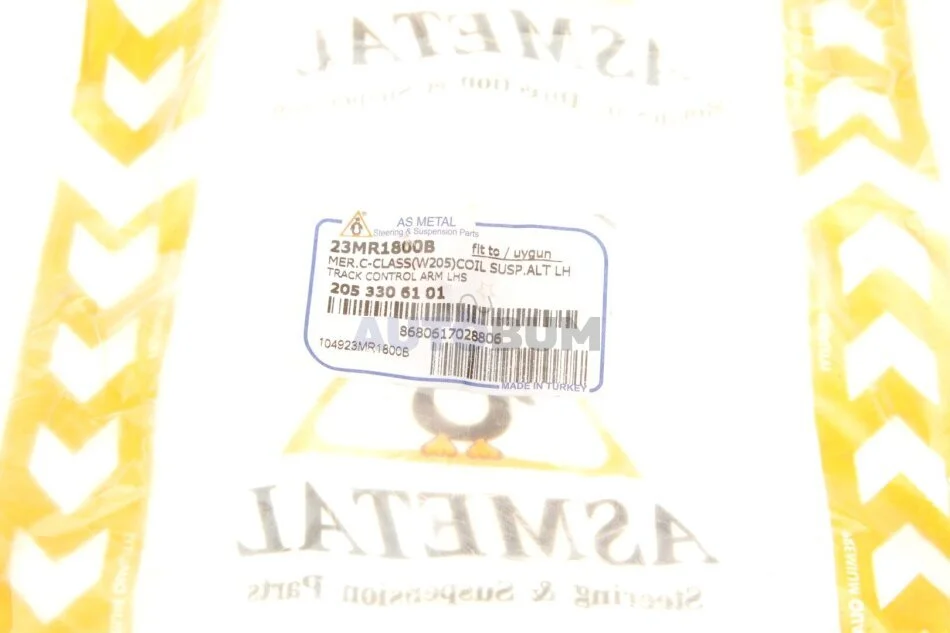 ASMETAL
AS METAL
Steering & Suspension Parts
23MR1800B fit to / uygun
MER.C-CLASS(W205)COIL SUSP.ALT LH
TRACK CONTROL ARM LHS
205 330 61 01
AUTOBUM
8680617028806
104923MR1800B
MADE IN TURKEY
ASMETAL
Steering & Suspension Parts